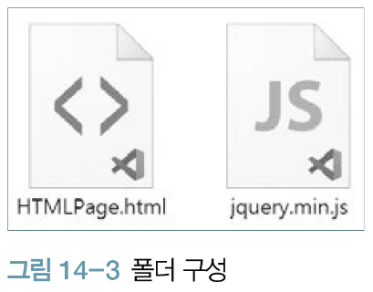 JS
HTMLPage.html jquery.min.js
그림 14-3 폴더 구성